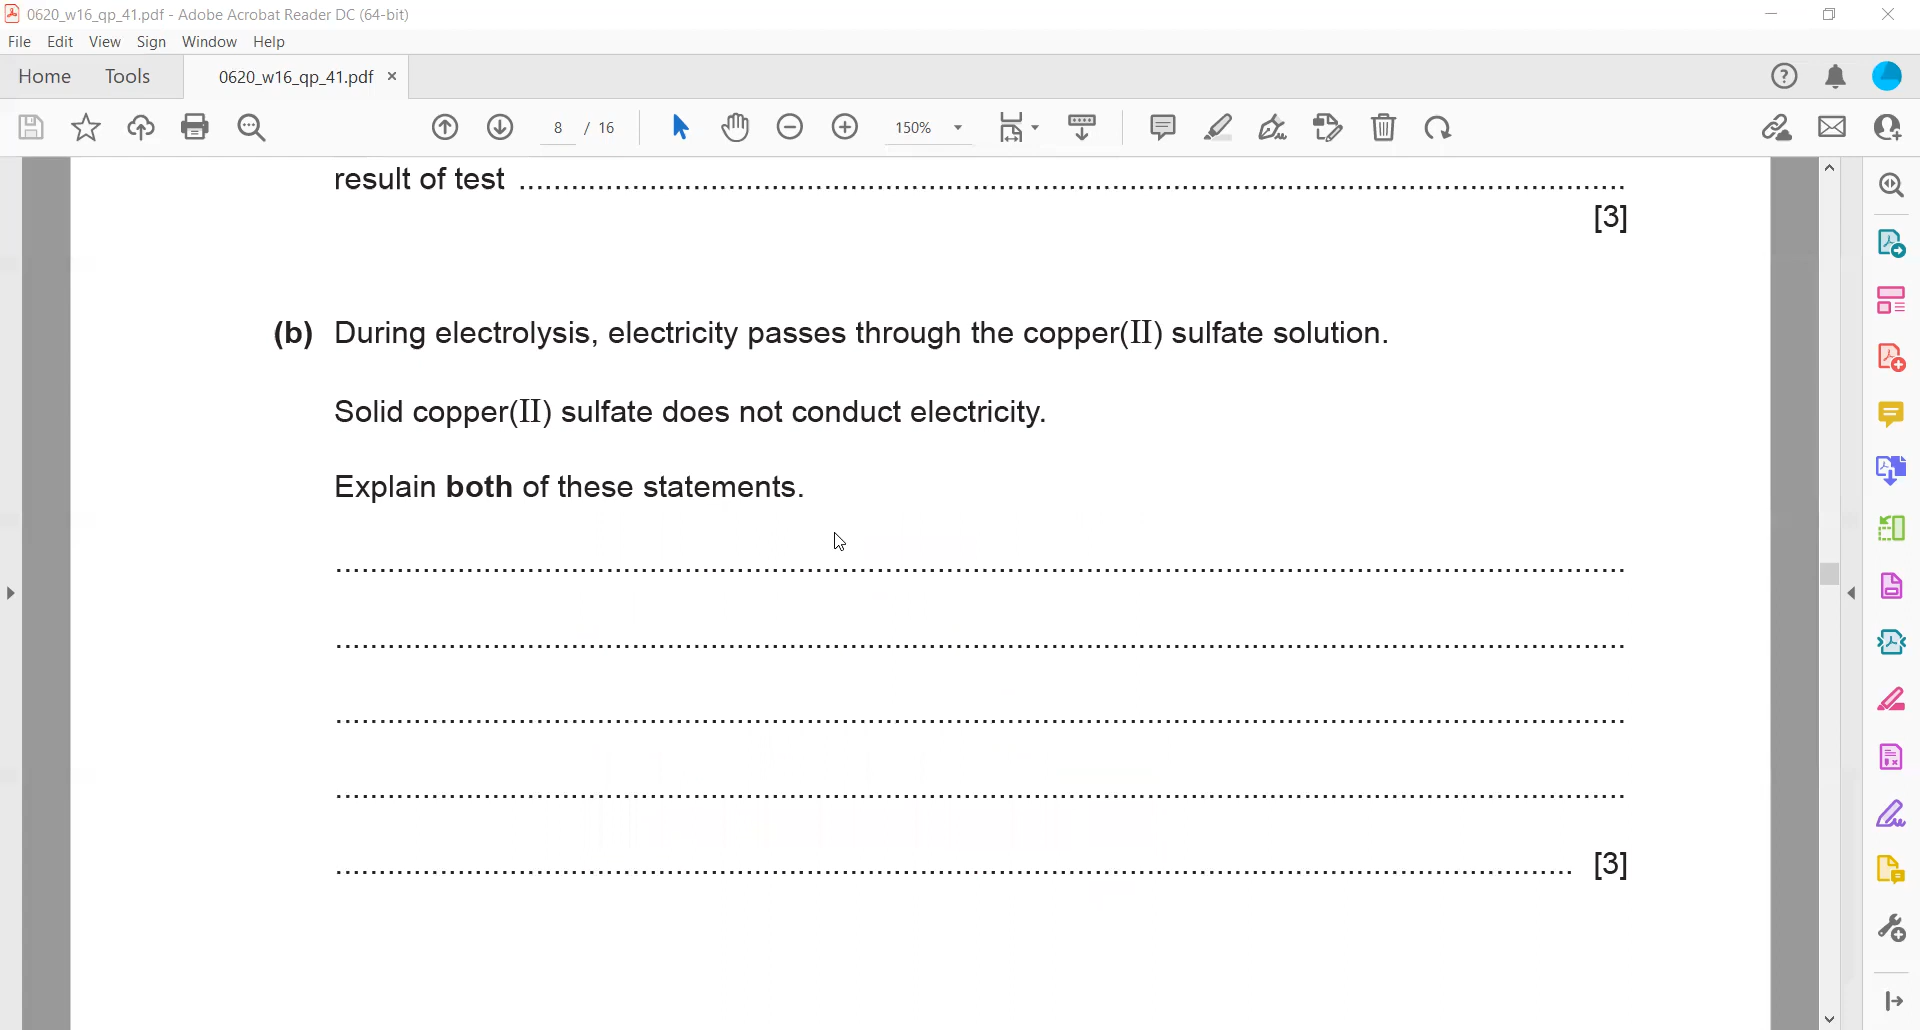 0620_w16_qp_41.pdf - Adobe Acrobat Reader DC (64-bit)
File Edit View Sign Window Help
Home Tools 0620_w16_qp_41.pdf ×
8 / 16 150%
result of test ........................................................................................................................
[3]
(b) During electrolysis, electricity passes through the copper(II) sulfate solution.
Solid copper(II) sulfate does not conduct electricity.
Explain both of these statements.
........................................................................................................................
........................................................................................................................
........................................................................................................................
........................................................................................................................
........................................................................................................................ [3]